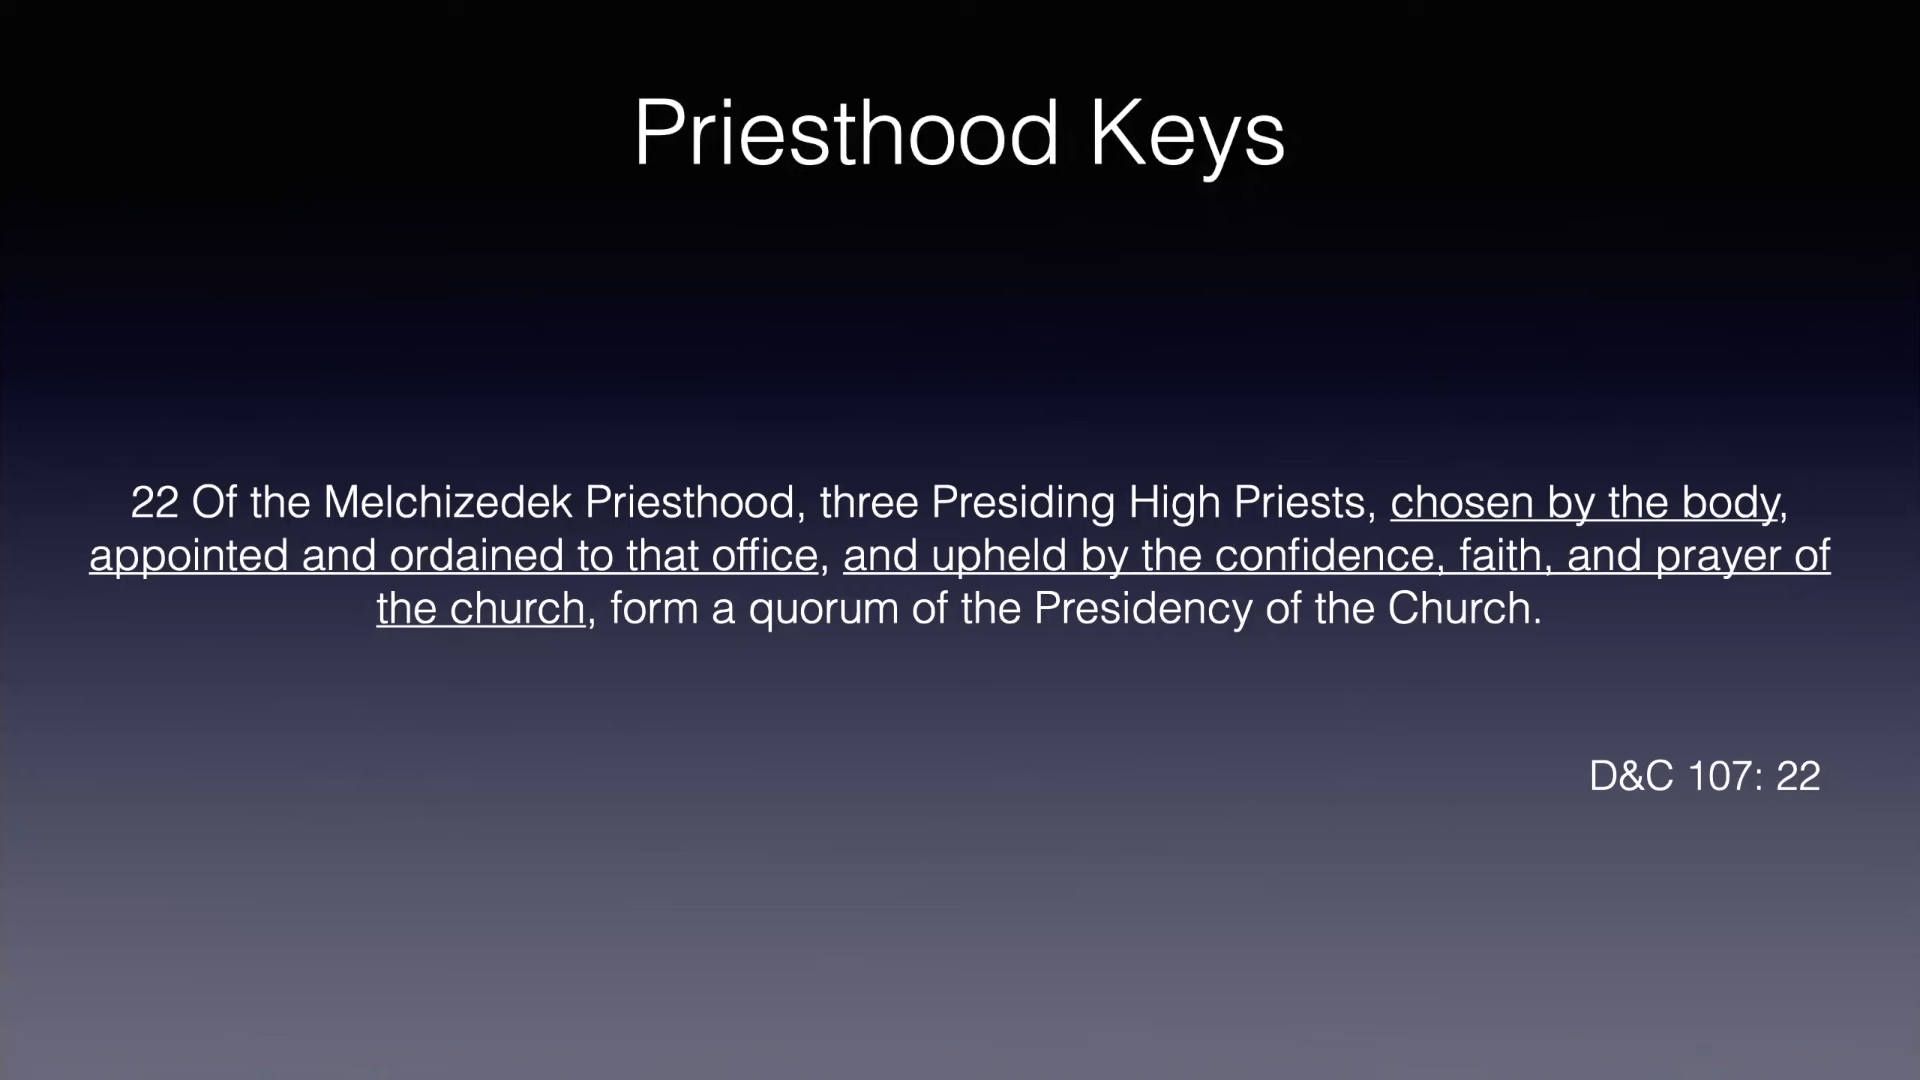 Priesthood Keys
22 Of the Melchizedek Priesthood, three Presiding High Priests, chosen by the body,
appointed and ordained to that office, and upheld by the confidence, faith, and prayer of
the church, form a quorum of the Presidency of the Church.
D&C 107: 22